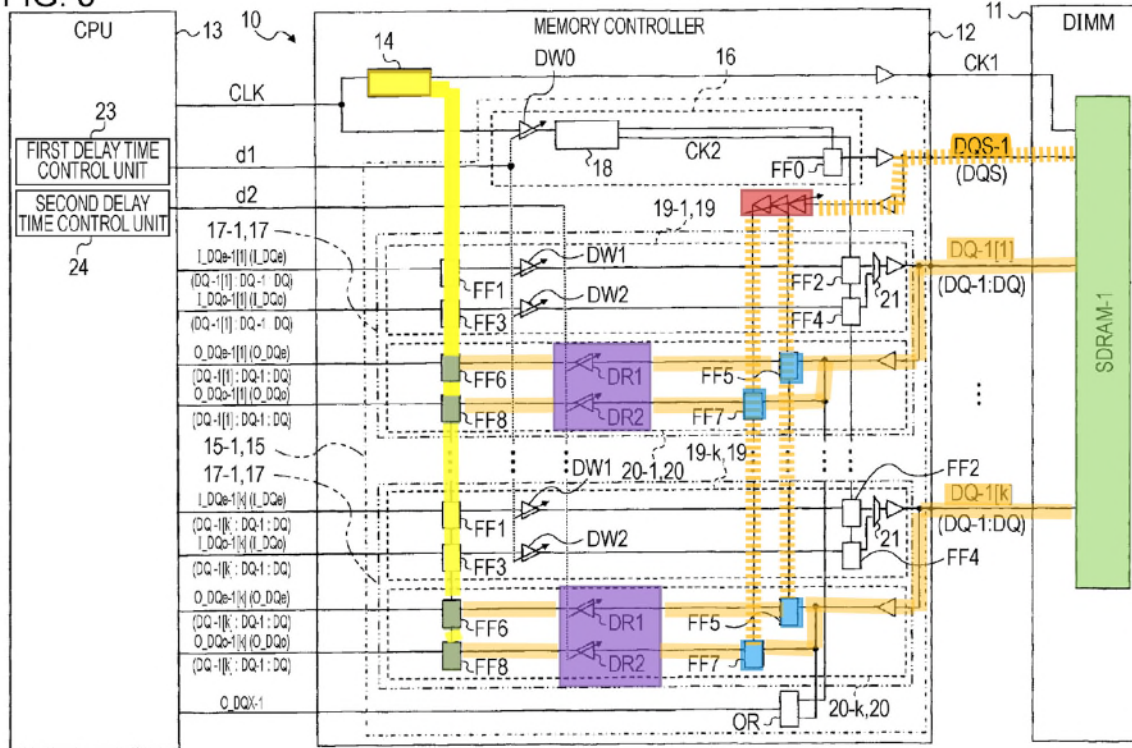 FIG.
CPU
13
10
MEMORY CONTROLLER
12
11
DIMM
14
DW0
16
CK1
CLK
23
FIRST DELAY TIME
CONTROL UNIT
d1
18
CK2
FF0
DQS-1
(DQS)
SECOND DELAY
TIME CONTROL UNIT
d2
24
17-1,17
19-1,19
I_DQe-1[1] (I_DQe)
(DQ-1[1] : DQ-1 : DQ)
I_DQo-1[1] (I_DQo)
(DQ-1[1] : DQ-1 : DQ)
FF1
DW1
FF2
FF3
DW2
FF4
21
DQ-1[1]
(DQ-1:DQ)
SDRAM-1
O_DQe-1[1] (O_DQe)
(DQ-1[1] : DQ-1 : DQ)
O_DQo-1[1] (O_DQo)
(DQ-1[1] : DQ-1 : DQ)
FF6
DR1
FF5
FF8
DR2
FF7
15-1,15
17-1,17
20-1,20
19-k,19
DW1
FF2
I_DQe-1[k] (I_DQe)
(DQ-1[k] : DQ-1 : DQ)
I_DQo-1[k] (I_DQo)
(DQ-1[k] : DQ-1 : DQ)
FF1
FF3
DW2
21
FF4
DQ-1[k]
(DQ-1:DQ)
O_DQe-1[k] (O_DQe)
(DQ-1[k] : DQ-1 : DQ)
O_DQo-1[k] (O_DQo)
(DQ-1[k] : DQ-1 : DQ)
FF6
DR1
FF5
FF8
DR2
FF7
O_DQX-1
OR
20-k,20